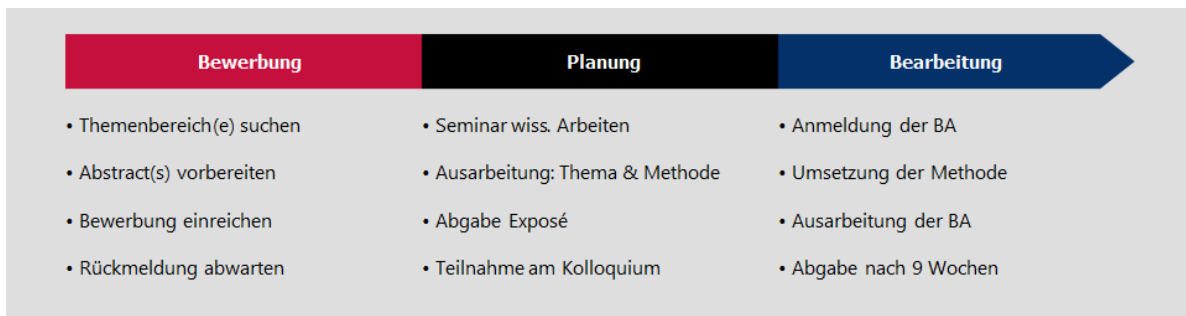 Bewerbung
Planung
Bearbeitung
• Themenbereich(e) suchen
• Abstract(s) vorbereiten
• Bewerbung einreichen
• Rückmeldung abwarten
• Seminar wiss. Arbeiten
• Ausarbeitung: Thema & Methode
• Abgabe Exposé
• Teilnahme am Kolloquium
• Anmeldung der BA
• Umsetzung der Methode
• Ausarbeitung der BA
• Abgabe nach 9 Wochen